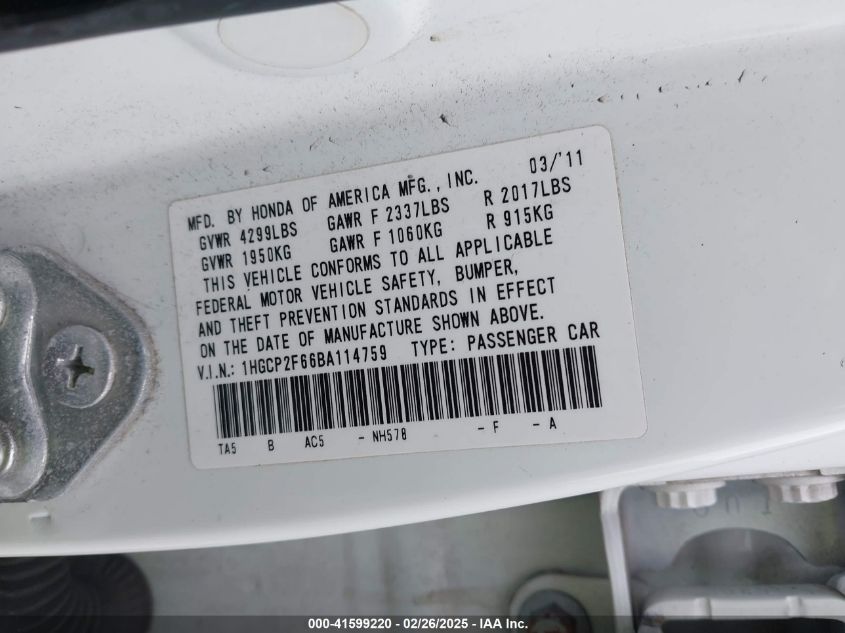 MFD. BY HONDA OF AMERICA MFG., INC. 03/'11
GVWR 4299LBS GAWR F 2337LBS R 2017LBS
GVWR 1950KG GAWR F 1060KG R 915KG
THIS VEHICLE CONFORMS TO ALL APPLICABLE
FEDERAL MOTOR VEHICLE SAFETY, BUMPER,
AND THEFT PREVENTION STANDARDS IN EFFECT
ON THE DATE OF MANUFACTURE SHOWN ABOVE.
V.I.N.: 1HGCP2F66BA114759 TYPE: PASSENGER CAR
TA5 B AC5 - NH578 - F - A
000-41599220 - 02/26/2025 - IAA Inc.